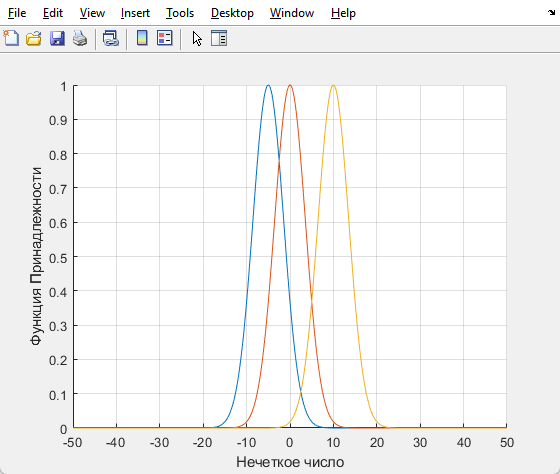 File Edit View Insert Tools Desktop Window Help
1
0.9
0.8
0.7
0.6
0.5
0.4
0.3
0.2
0.1
0
Функция Принадлежности
-50 -40 -30 -20 -10 0 10 20 30 40 50
Нечеткое число